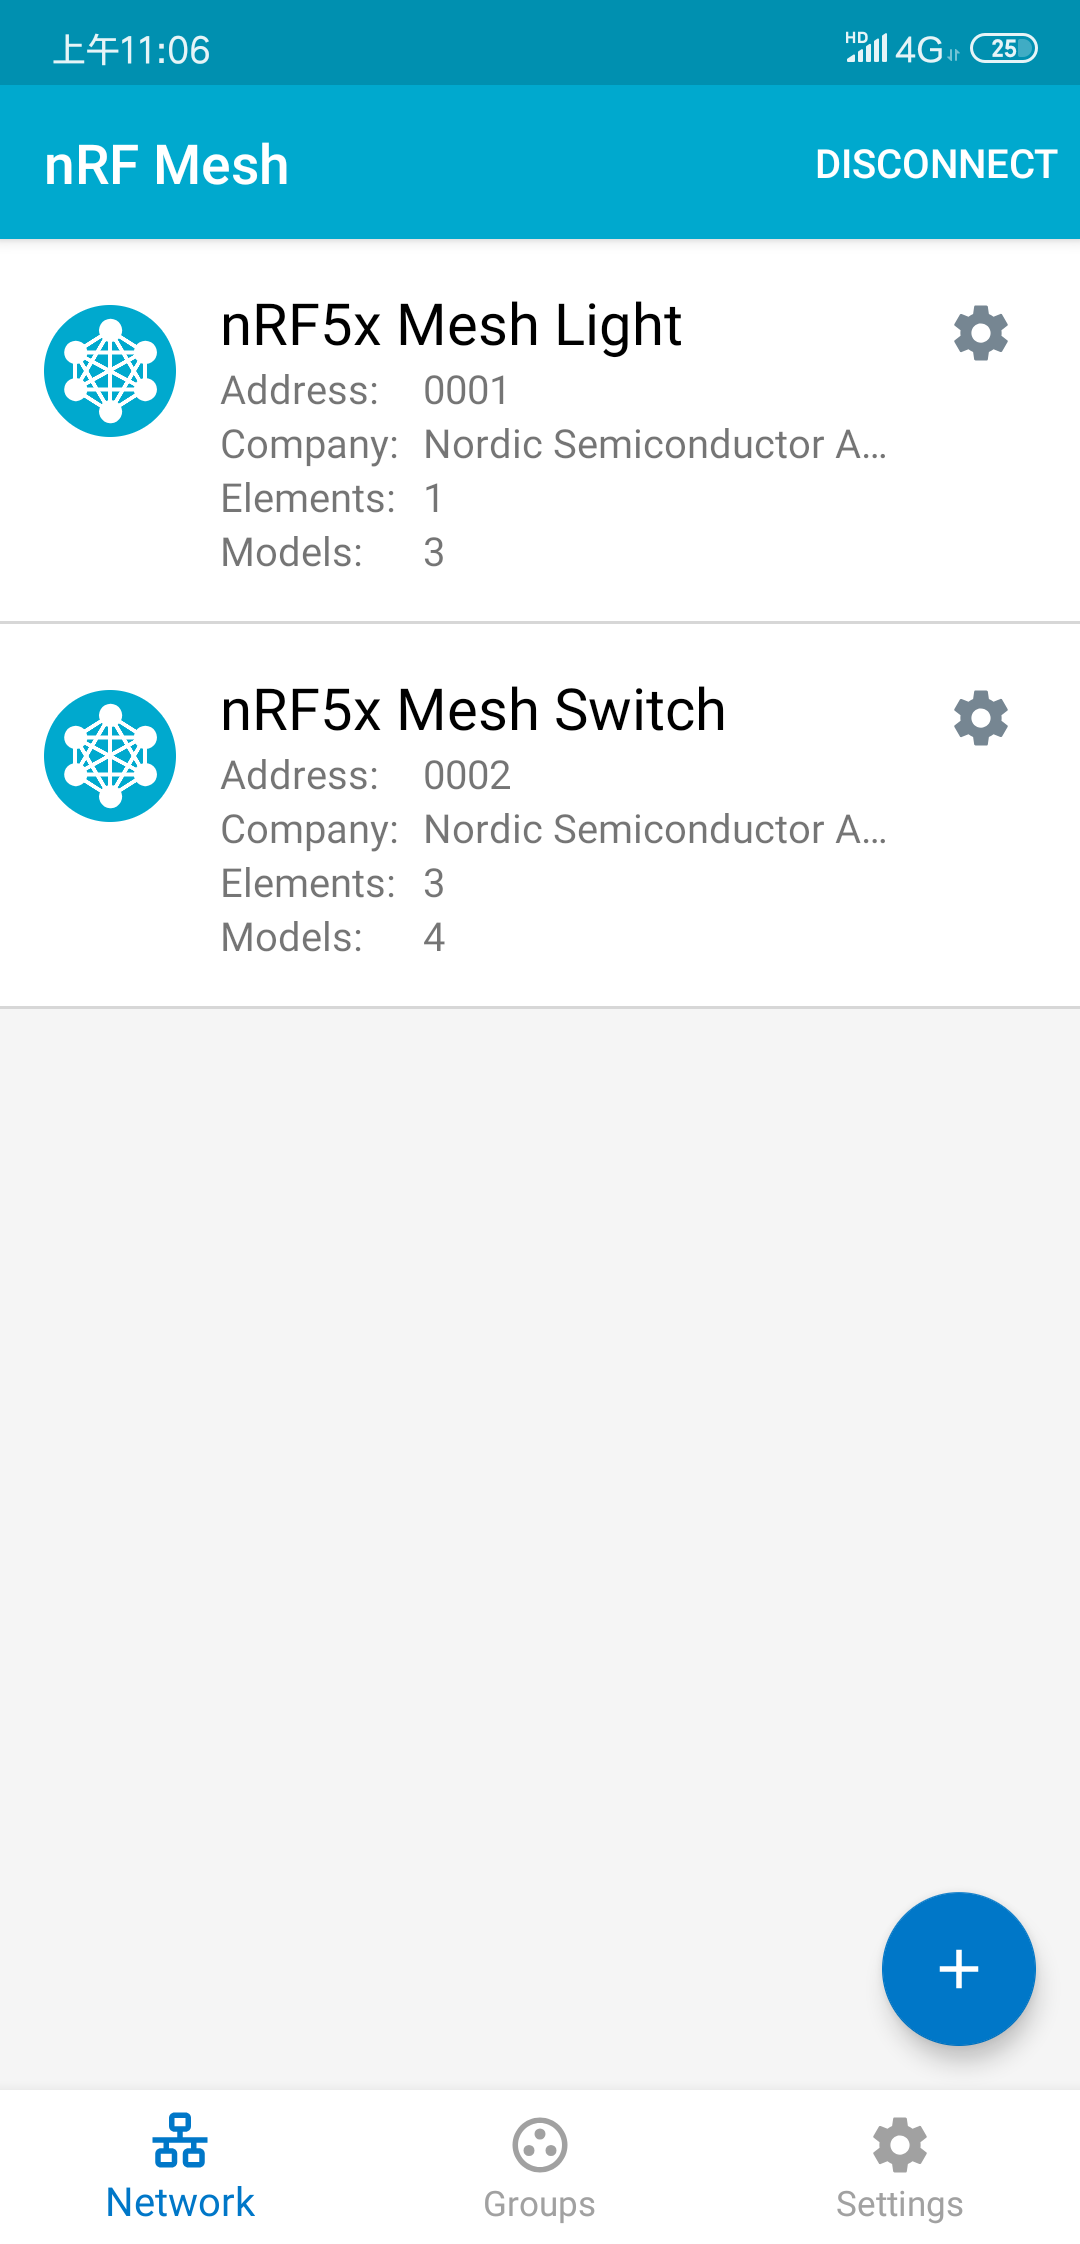 上午11:06
HD 4G 25
nRF Mesh
DISCONNECT
nRF5x Mesh Light
Address: 0001
Company: Nordic Semiconductor A...
Elements: 1
Models: 3
nRF5x Mesh Switch
Address: 0002
Company: Nordic Semiconductor A...
Elements: 3
Models: 4
Network
Groups
Settings